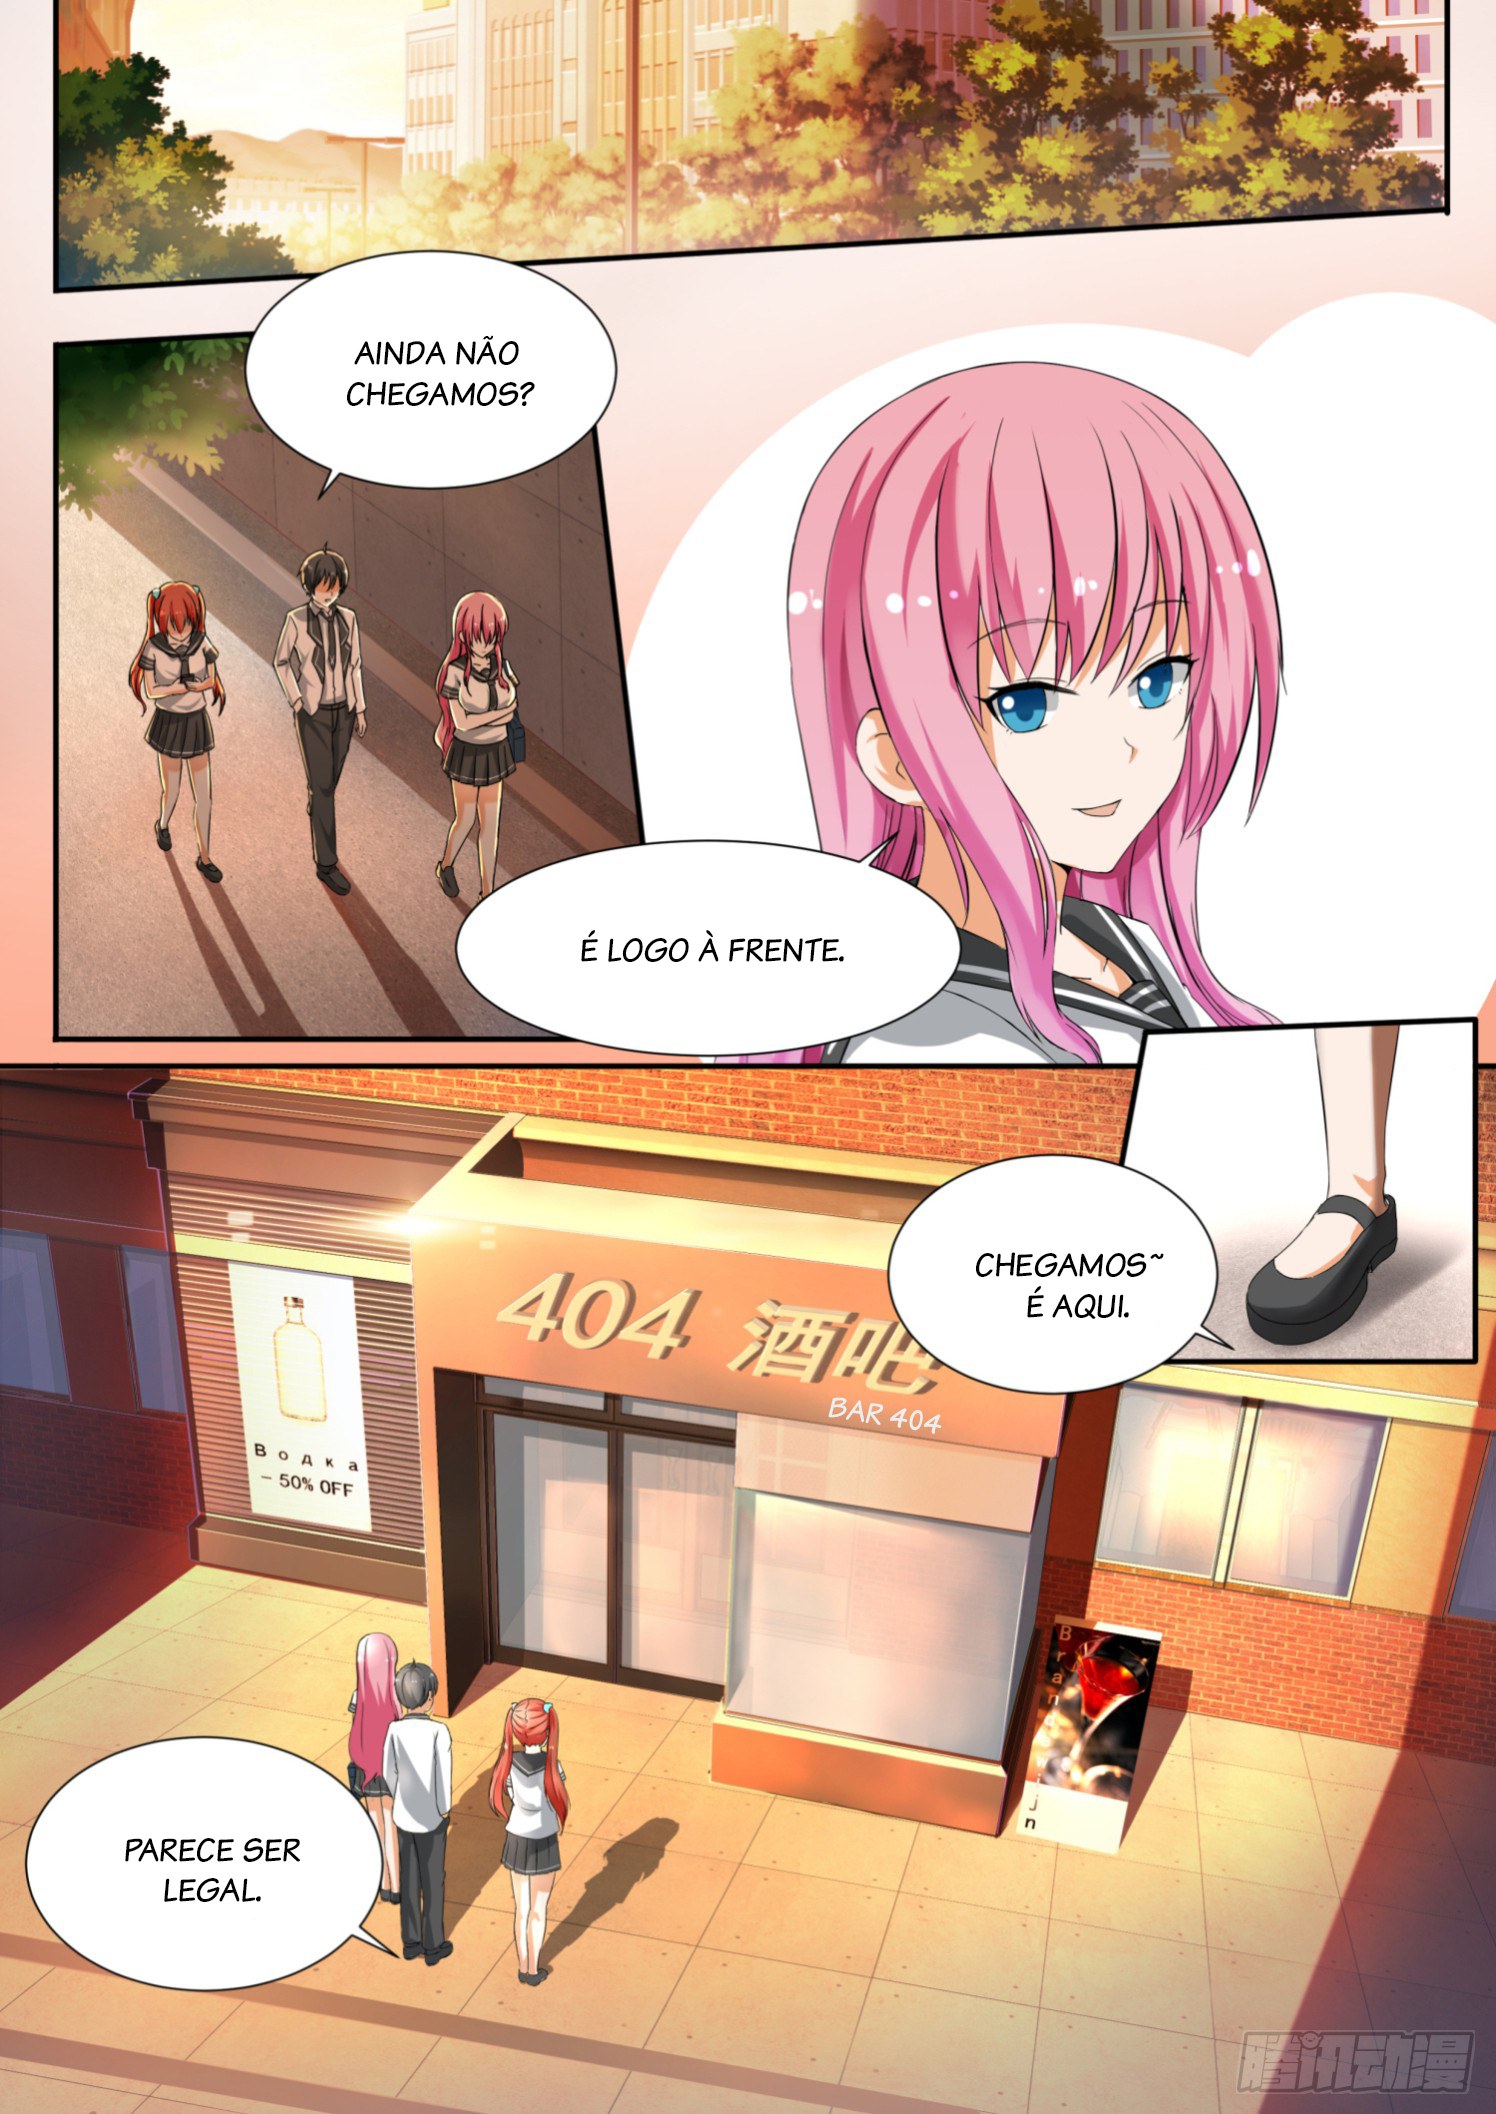 AINDA NÃO
CHEGAMOS?
É LOGO À FRENTE.
CHEGAMOS~
É AQUI.
404 酒吧
BAR 404
Водка
- 50% OFF
Brandwijn
PARECE SER
LEGAL.
腾讯动漫